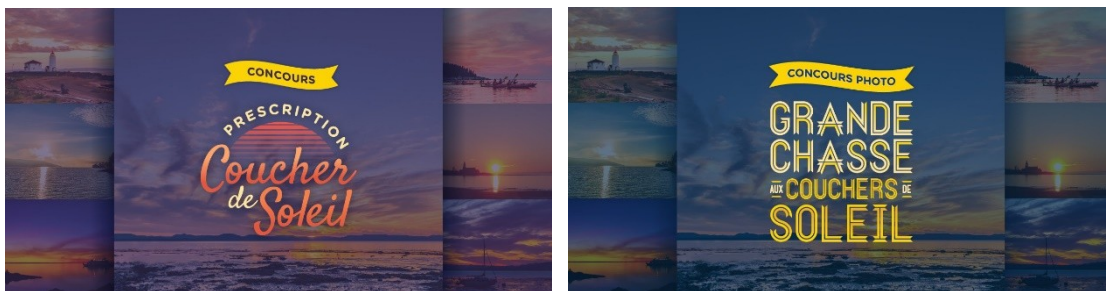 CONCOURS
PRESCRIPTION
Coucher
de Soleil
CONCOURS PHOTO
GRANDE
CHASSE
AUX COUCHERS DE
SOLEIL